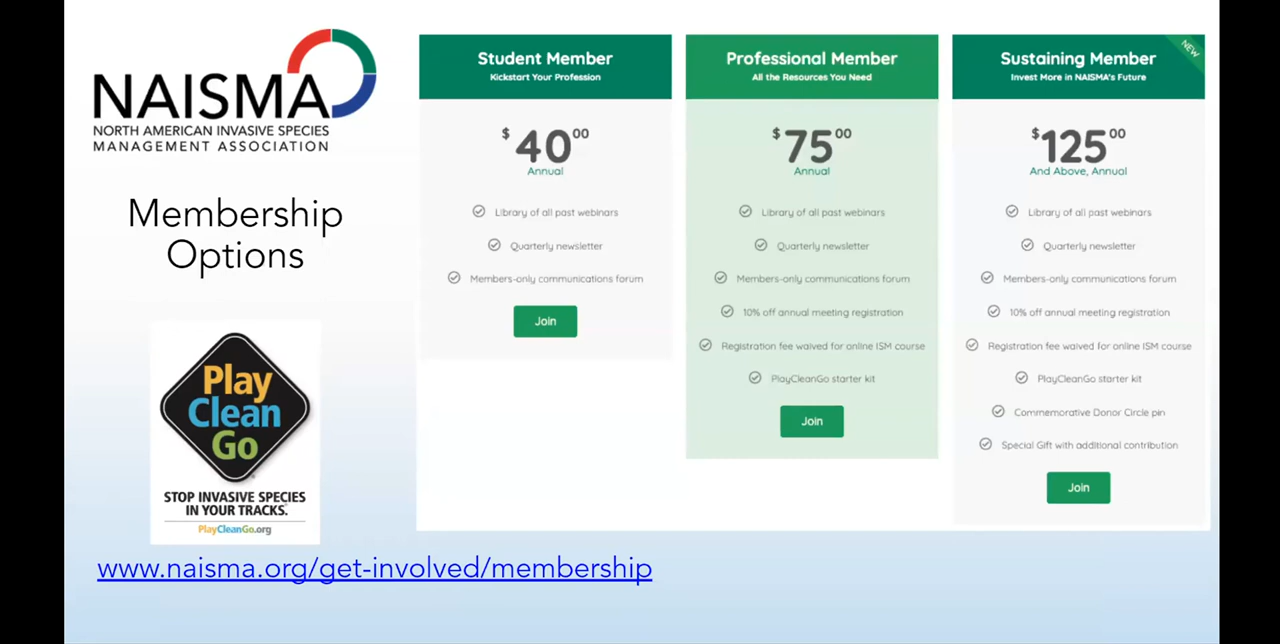 NAISMA
NORTH AMERICAN INVASIVE SPECIES
MANAGEMENT ASSOCIATION
Membership
Options
Play
Clean
Go
STOP INVASIVE SPECIES
IN YOUR TRACKS.
PlayCleanGo.org
Student Member
Kickstart Your Profession
$4000
Annual
Library of all past webinars
Quarterly newsletter
Members-only communications forum
Join
Professional Member
All the Resources You Need
$7500
Annual
Library of all past webinars
Quarterly newsletter
Members-only communications forum
10% off annual meeting registration
Registration fee waived for online ISM course
PlayCleanGo starter kit
Join
Sustaining Member
NEW
Invest More in NAISMA's Future
$12500
And Above, Annual
Library of all past webinars
Quarterly newsletter
Members-only communications forum
10% off annual meeting registration
Registration fee waived for online ISM course
PlayCleanGo starter kit
Commemorative Donor Circle pin
Special Gift with additional contribution
Join
www.naisma.org/get-involved/membership